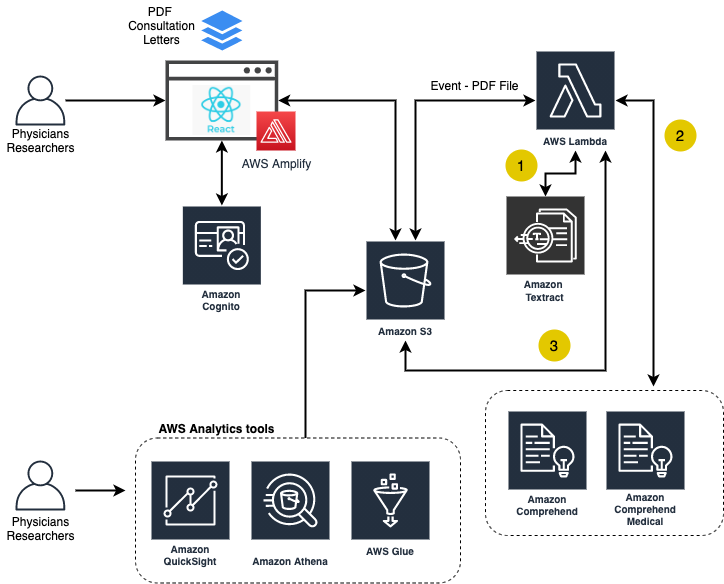 PDF
Consultation
Letters
Physicians
Researchers
React
AWS Amplify
Event - PDF File
AWS Lambda
1
2
Amazon
Cognito
Amazon S3
T
Amazon
Textract
3
AWS Analytics tools
Physicians
Researchers
Amazon
QuickSight
Amazon Athena
AWS Glue
Amazon
Comprehend
Amazon
Comprehend
Medical